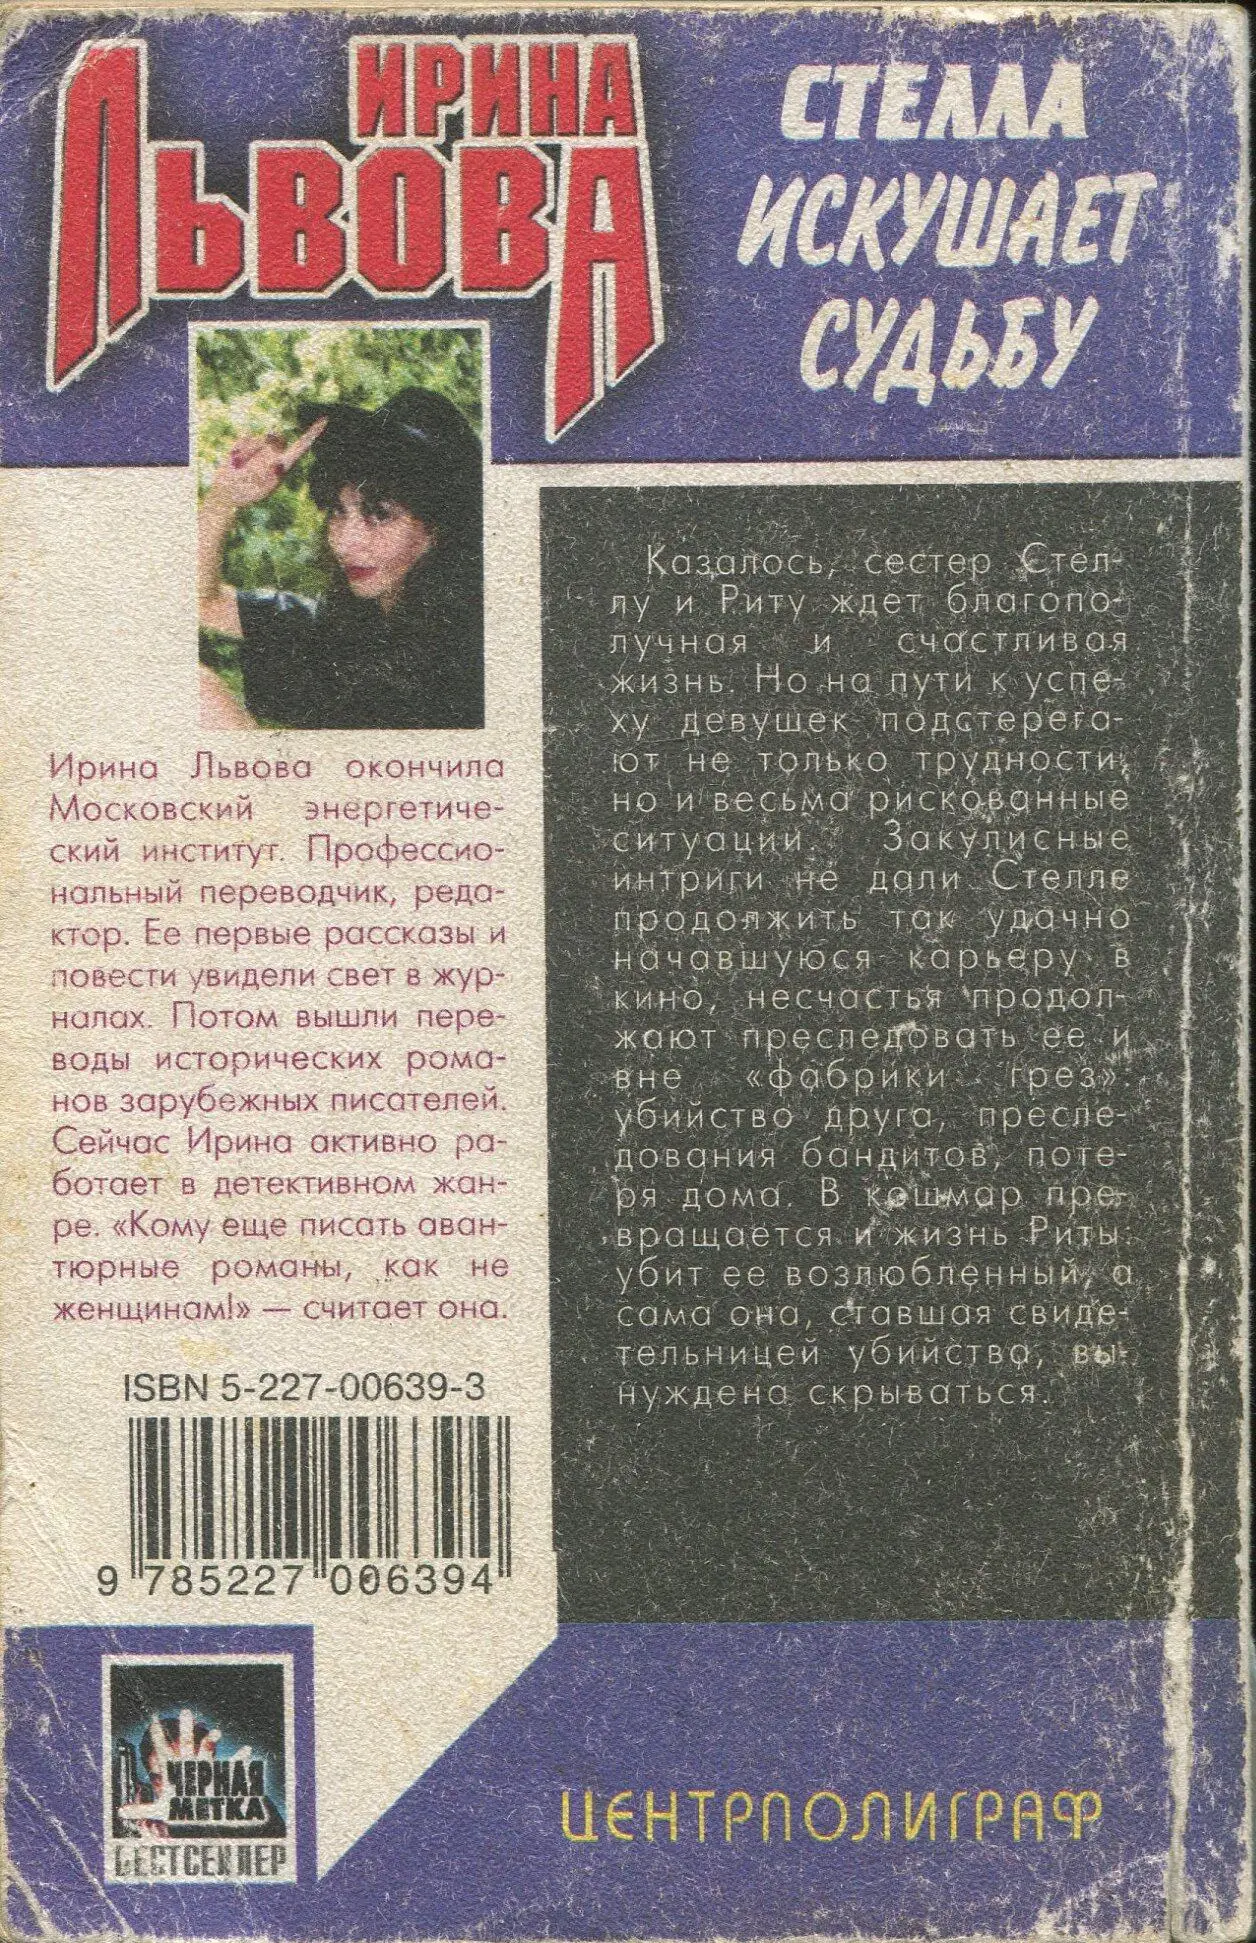 ИРИНА
ЛЬВОВА
СТЕЛЛА
ИСКУШАЕТ
СУДЬБУ
Ирина Львова окончила
Московский энергетиче-
ский институт. Профессио-
нальный переводчик, реда-
ктор. Ее первые рассказы и
повести увидели свет в жур-
налах. Потом вышли пере-
воды исторических рома-
нов зарубежных писателей.
Сейчас Ирина активно ра-
ботает в детективном жан-
ре. «Кому еще писать аван-
тюрные романы, как не
женщинам!» — считает она.
ISBN 5-227-00639-3
9 785227 006394
ЧЕРНАЯ
МЕТКА
БЕСТСЕЛЛЕР
Казалось, сестер Стел-
лу и Риту ждет благопо-
лучная и счастливая
жизнь. Но на пути к успе-
ху девушек подстерега-
ют не только трудности,
но и весьма рискованные
ситуации. Закулисные
интриги не дали Стелле
продолжить так удачно
начавшуюся карьеру в
кино, несчастья продол-
жают преследовать ее и
вне «фабрики грез»:
убийство друга, пресле-
дования бандитов, поте-
ря дома. В кошмар пре-
вращается и жизнь Риты:
убит ее возлюбленный, а
сама она, ставшая свиде-
тельницей убийства, вы-
нуждена скрываться.
ЦЕНТРПОЛИГРАФ